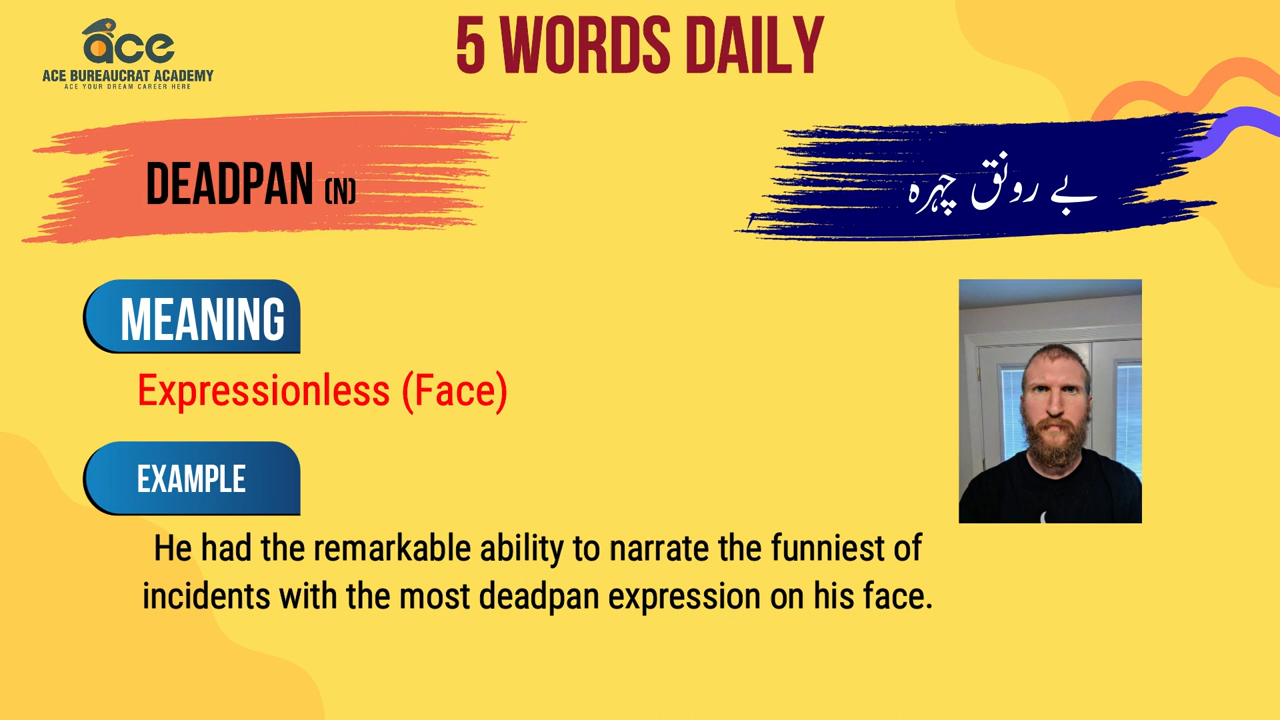 ace
ACE BUREAUCRAT ACADEMY
ACE YOUR DREAM CAREER HERE
5 WORDS DAILY
DEADPAN (N)
بے رونق چہرہ
MEANING
Expressionless (Face)
EXAMPLE
He had the remarkable ability to narrate the funniest of
incidents with the most deadpan expression on his face.